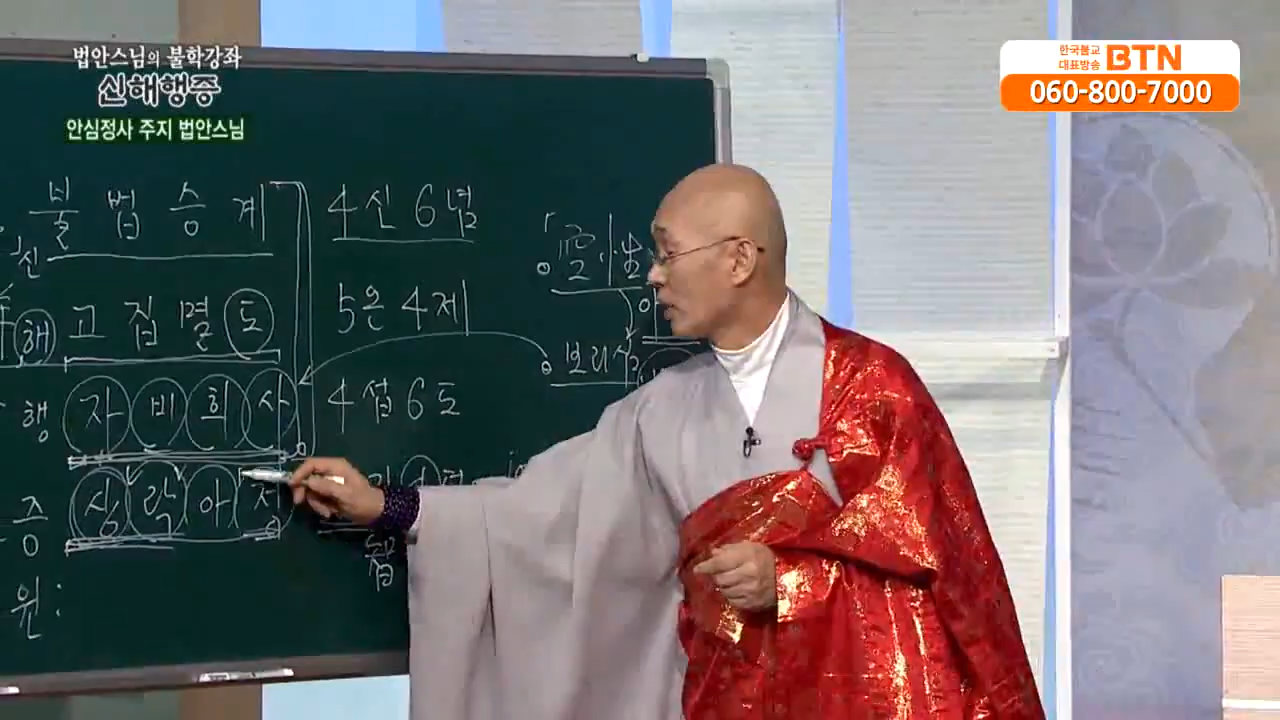 법안스님의 불학강좌
신해행증
안심정사 주지 법안스님
한국불교
대표방송 BTN
060-800-7000
불 법 승 계
4신 6념
신
해 고 집 멸 도
5온 4제
보리심
행 자 비 희 사
4섭 6도
증 상 락 아 정
智
원: